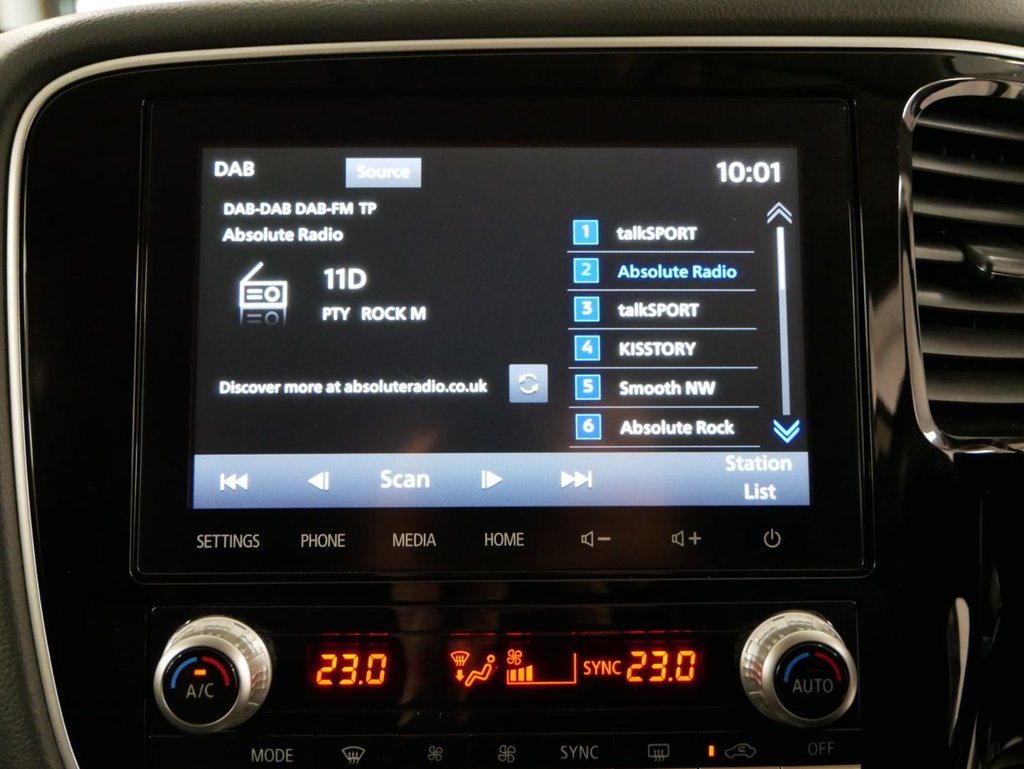 DAB Source 10:01
DAB-DAB DAB-FM TP
Absolute Radio
11D
PTY ROCK M
Discover more at absoluteradio.co.uk
1 talkSPORT
2 Absolute Radio
3 talkSPORT
4 KISSTORY
5 Smooth NW
6 Absolute Rock
Scan
Station
List
SETTINGS PHONE MEDIA HOME
A/C 23.0 SYNC 23.0 AUTO
MODE SYNC OFF